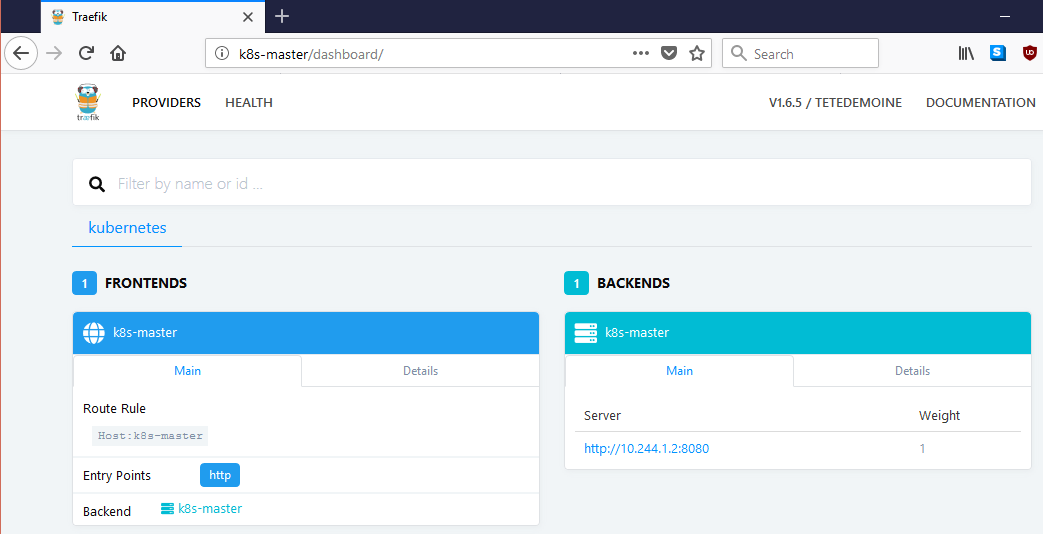 Traefik
k8s-master/dashboard/
Search
S
træfik
PROVIDERS
HEALTH
V1.6.5 / TETEDEMOINE
DOCUMENTATION
Filter by name or id ...
kubernetes
1 FRONTENDS
k8s-master
Main
Details
Route Rule
Host:k8s-master
Entry Points http
Backend k8s-master
1 BACKENDS
k8s-master
Main
Details
Server Weight
http://10.244.1.2:8080 1